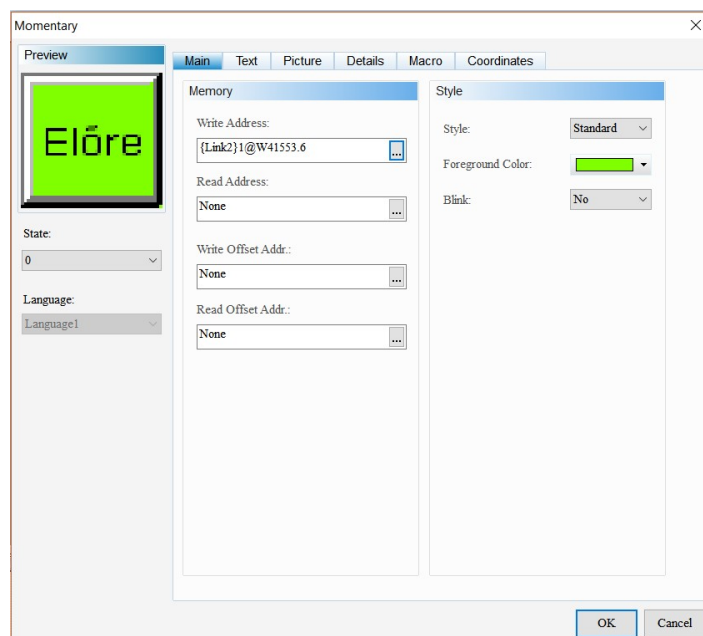 Momentary
Preview
Előre
State:
0
Language:
Language1
Main Text Picture Details Macro Coordinates
Memory
Write Address:
{Link2}1@W41553.6
...
Read Address:
None
...
Write Offset Addr.:
None
...
Read Offset Addr.:
None
...
Style
Style: Standard
Foreground Color:
Blink: No
OK Cancel